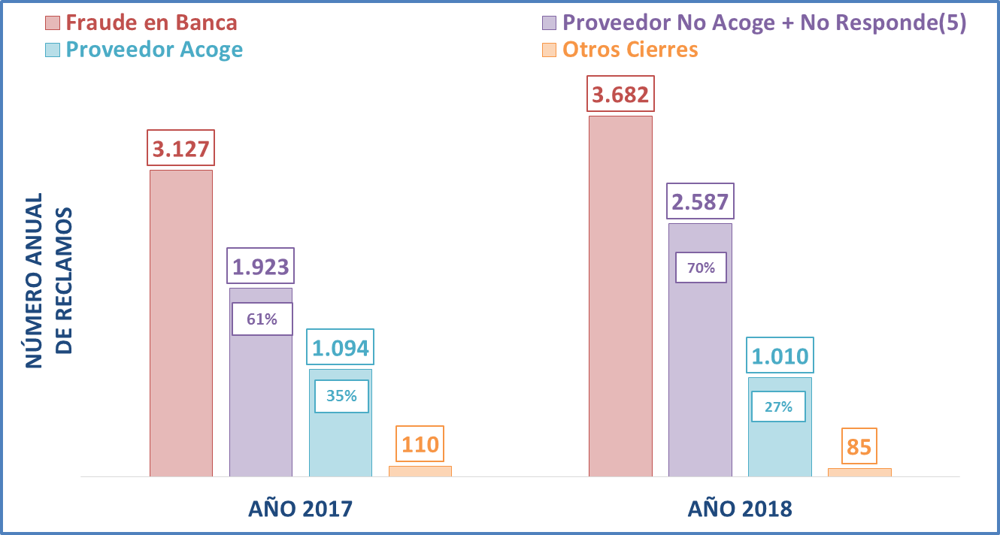 Fraude en Banca
Proveedor No Acoge + No Responde(5)
Proveedor Acoge
Otros Cierres
NÚMERO ANUAL
DE RECLAMOS
3.127
1.923
61%
1.094
35%
110
3.682
2.587
70%
1.010
27%
85
AÑO 2017
AÑO 2018